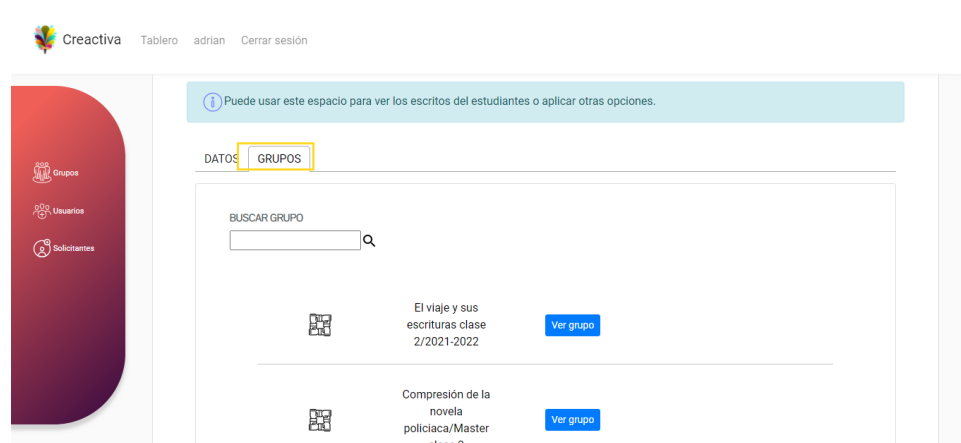 Creactiva Tablero adrian Cerrar sesión
Puede usar este espacio para ver los escritos del estudiantes o aplicar otras opciones.
DATOS GRUPOS
Grupos
Usuarios
Solicitantes
BUSCAR GRUPO
El viaje y sus
escrituras clase
2/2021-2022
Ver grupo
Compresión de la
novela
policiaca/Master
Ver grupo